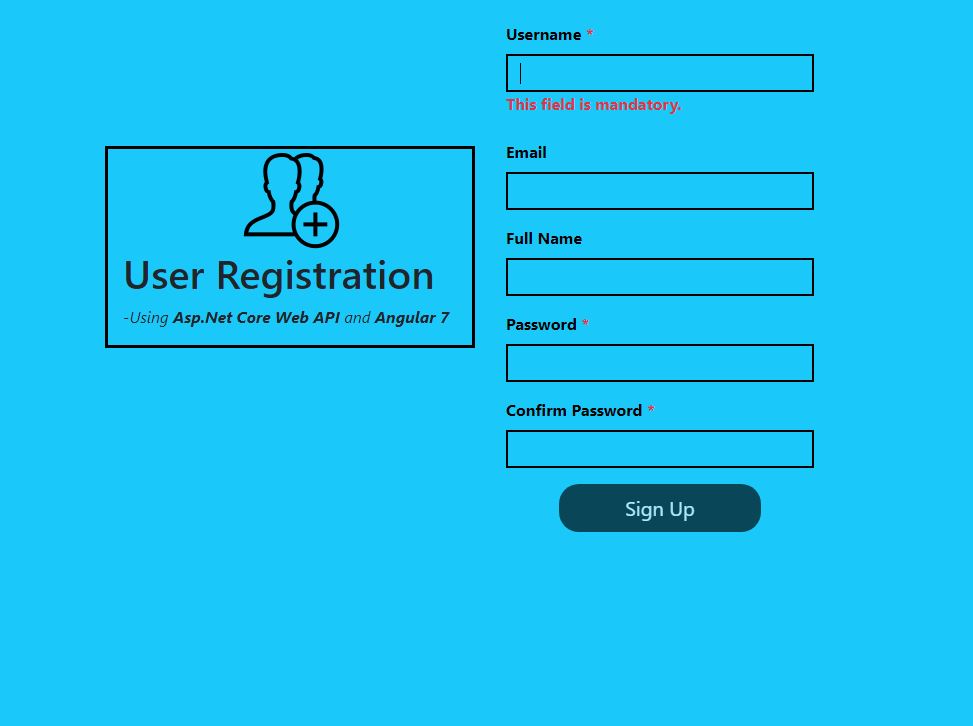 User Registration
-Using Asp.Net Core Web API and Angular 7
Username *
This field is mandatory.
Email
Full Name
Password *
Confirm Password *
Sign Up